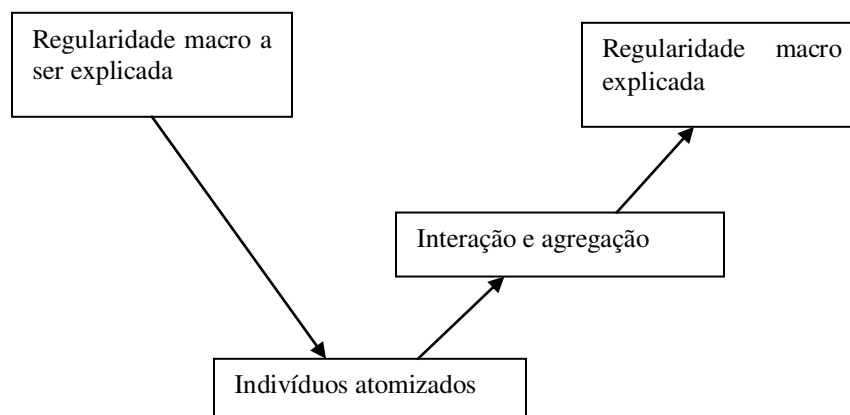 Regularidade macro a
ser explicada
Regularidade macro
explicada
Interação e agregação
Indivíduos atomizados